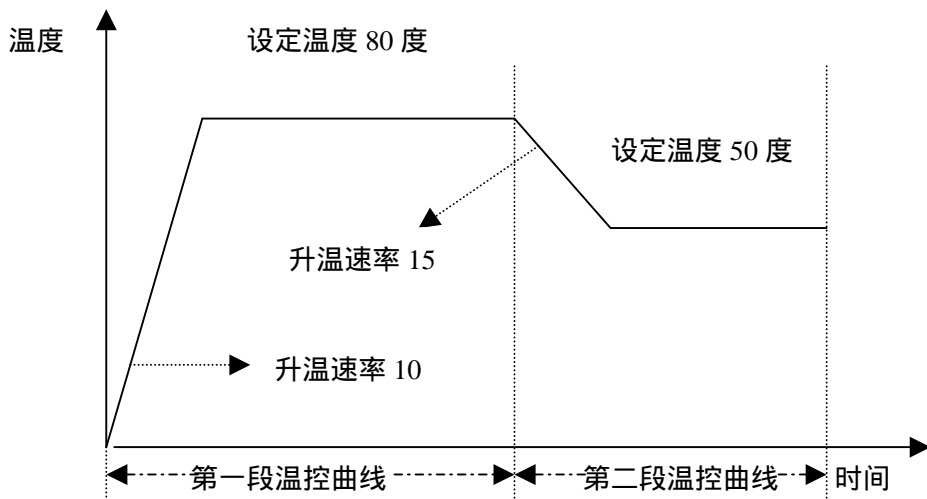 温度
设定温度 80 度
设定温度 50 度
升温速率 15
升温速率 10
第一段温控曲线
第二段温控曲线
时间